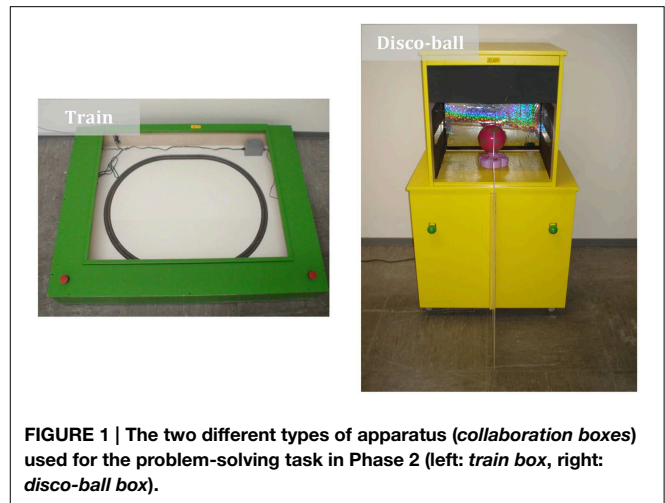 Train
Disco-ball
FIGURE 1 | The two different types of apparatus (collaboration boxes)
used for the problem-solving task in Phase 2 (left: train box, right:
disco-ball box).